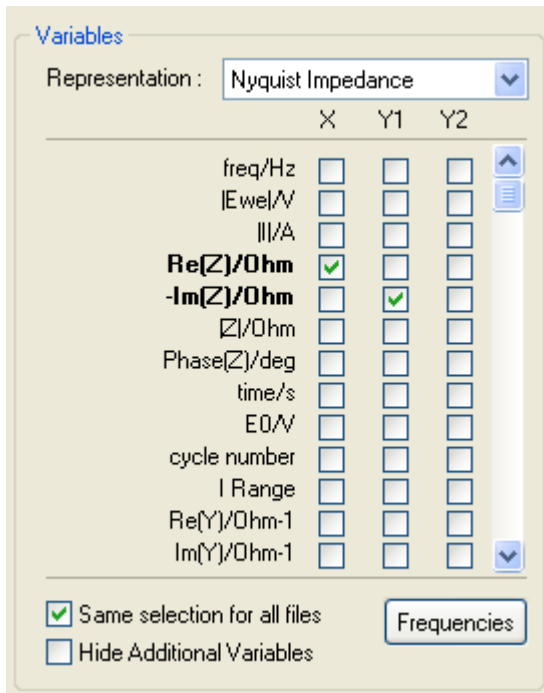 Variables
Representation : Nyquist Impedance
X Y1 Y2
freq/Hz
|Ewe|/V
|I|/A
Re(Z)/Ohm
-Im(Z)/Ohm
|Z|/Ohm
Phase(Z)/deg
time/s
E0/V
cycle number
I Range
Re(Y)/Ohm-1
Im(Y)/Ohm-1
Same selection for all files
Frequencies
Hide Additional Variables